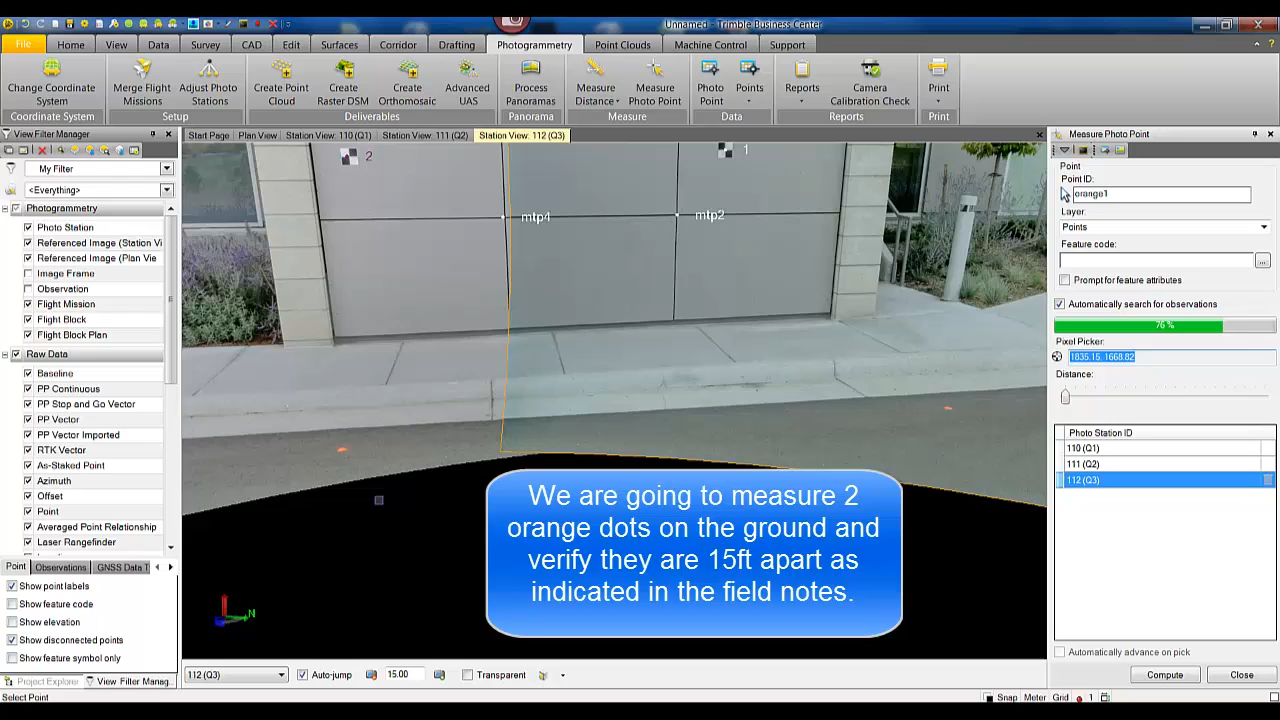 Unnamed - Trimble Business Center
File Home View Data Survey CAD Edit Surfaces Corridor Drafting Photogrammetry Point Clouds Machine Control Support
Change Coordinate System
Merge Flight Missions
Adjust Photo Stations
Create Point Cloud
Create Raster DSM
Create Orthomosaic
Advanced UAS
Process Panoramas
Measure Distance
Measure Photo Point
Photo Point
Points
Reports
Camera Calibration Check
Print
Coordinate System Setup Deliverables Panorama Measure Data Reports Print
View Filter Manager
My Filter
<Everything>
Photogrammetry
Photo Station
Referenced Image (Station Vi
Referenced Image (Plan Vie
Image Frame
Observation
Flight Mission
Flight Block
Flight Block Plan
Raw Data
Baseline
PP Continuous
PP Stop and Go Vector
PP Vector
PP Vector Imported
RTK Vector
As-Staked Point
Azimuth
Offset
Point
Averaged Point Relationship
Laser Rangefinder
Point Observations GNSS Data T
Show point labels
Show feature code
Show elevation
Show disconnected points
Show feature symbol only
Project Explorer View Filter Manag...
Select Point
Start Page Plan View Station View: 110 (Q1) Station View: 111 (Q2) Station View: 112 (Q3)
2
1
mtp4
mtp2
We are going to measure 2
orange dots on the ground and
verify they are 15ft apart as
indicated in the field notes.
N
112 (Q3) Auto-jump 15.00 Transparent
Measure Photo Point
Point
Point ID:
orange1
Layer:
Points
Feature code:
...
Prompt for feature attributes
Automatically search for observations
76 %
Pixel Picker:
1835.15, 1668.82
Distance:
Photo Station ID
110 (Q1)
111 (Q2)
112 (Q3)
Automatically advance on pick
Compute Close
Snap Meter Grid 1